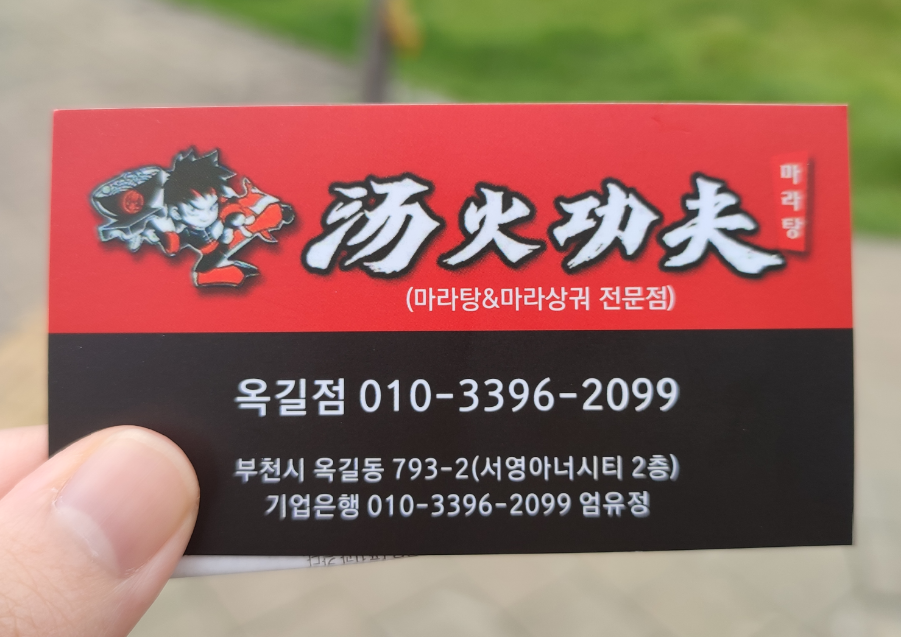 汤火功夫 마라탕
(마라탕&마라샹궈 전문점)
옥길점 010-3396-2099
부천시 옥길동 793-2(서영아너시티 2층)
기업은행 010-3396-2099 엄유정